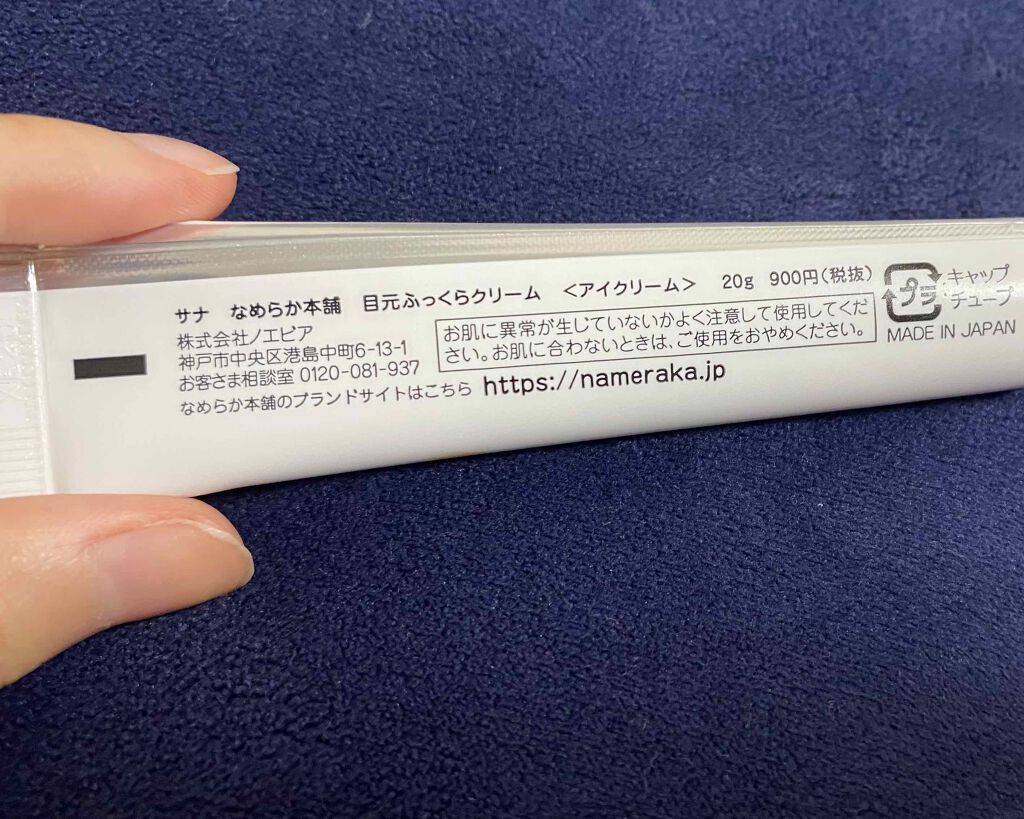 サナ なめらか本舗 目元ふっくらクリーム <アイクリーム> 20g 900円(税抜)
株式会社ノエビア
神戸市中央区港島中町6-13-1
お客さま相談室 0120-081-937
なめらか本舗のブランドサイトはこちら https://nameraka.jp
お肌に異常が生じていないかよく注意して使用してくだ
さい。お肌に合わないときは、ご使用をおやめください。
プラ
キャップ
チューブ
MADE IN JAPAN